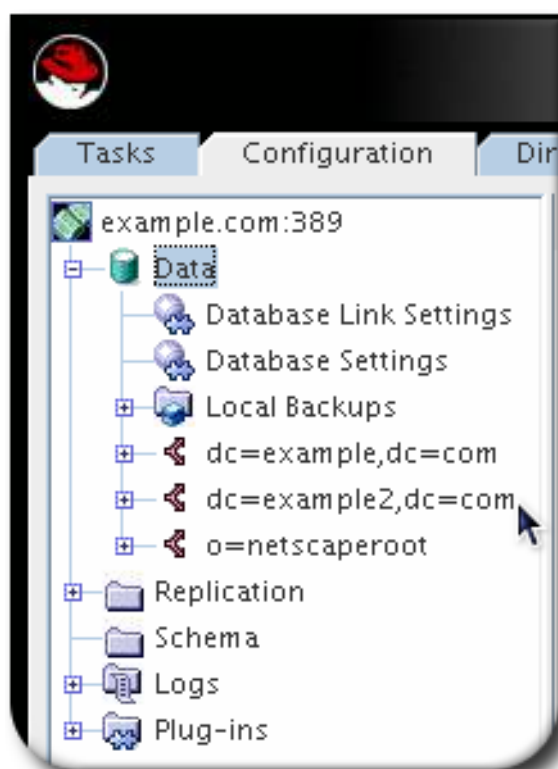 Tasks
Configuration
Dir
example.com:389
Data
Database Link Settings
Database Settings
Local Backups
dc=example,dc=com
dc=example2,dc=com
o=netscaperoot
Replication
Schema
Logs
Plug-ins